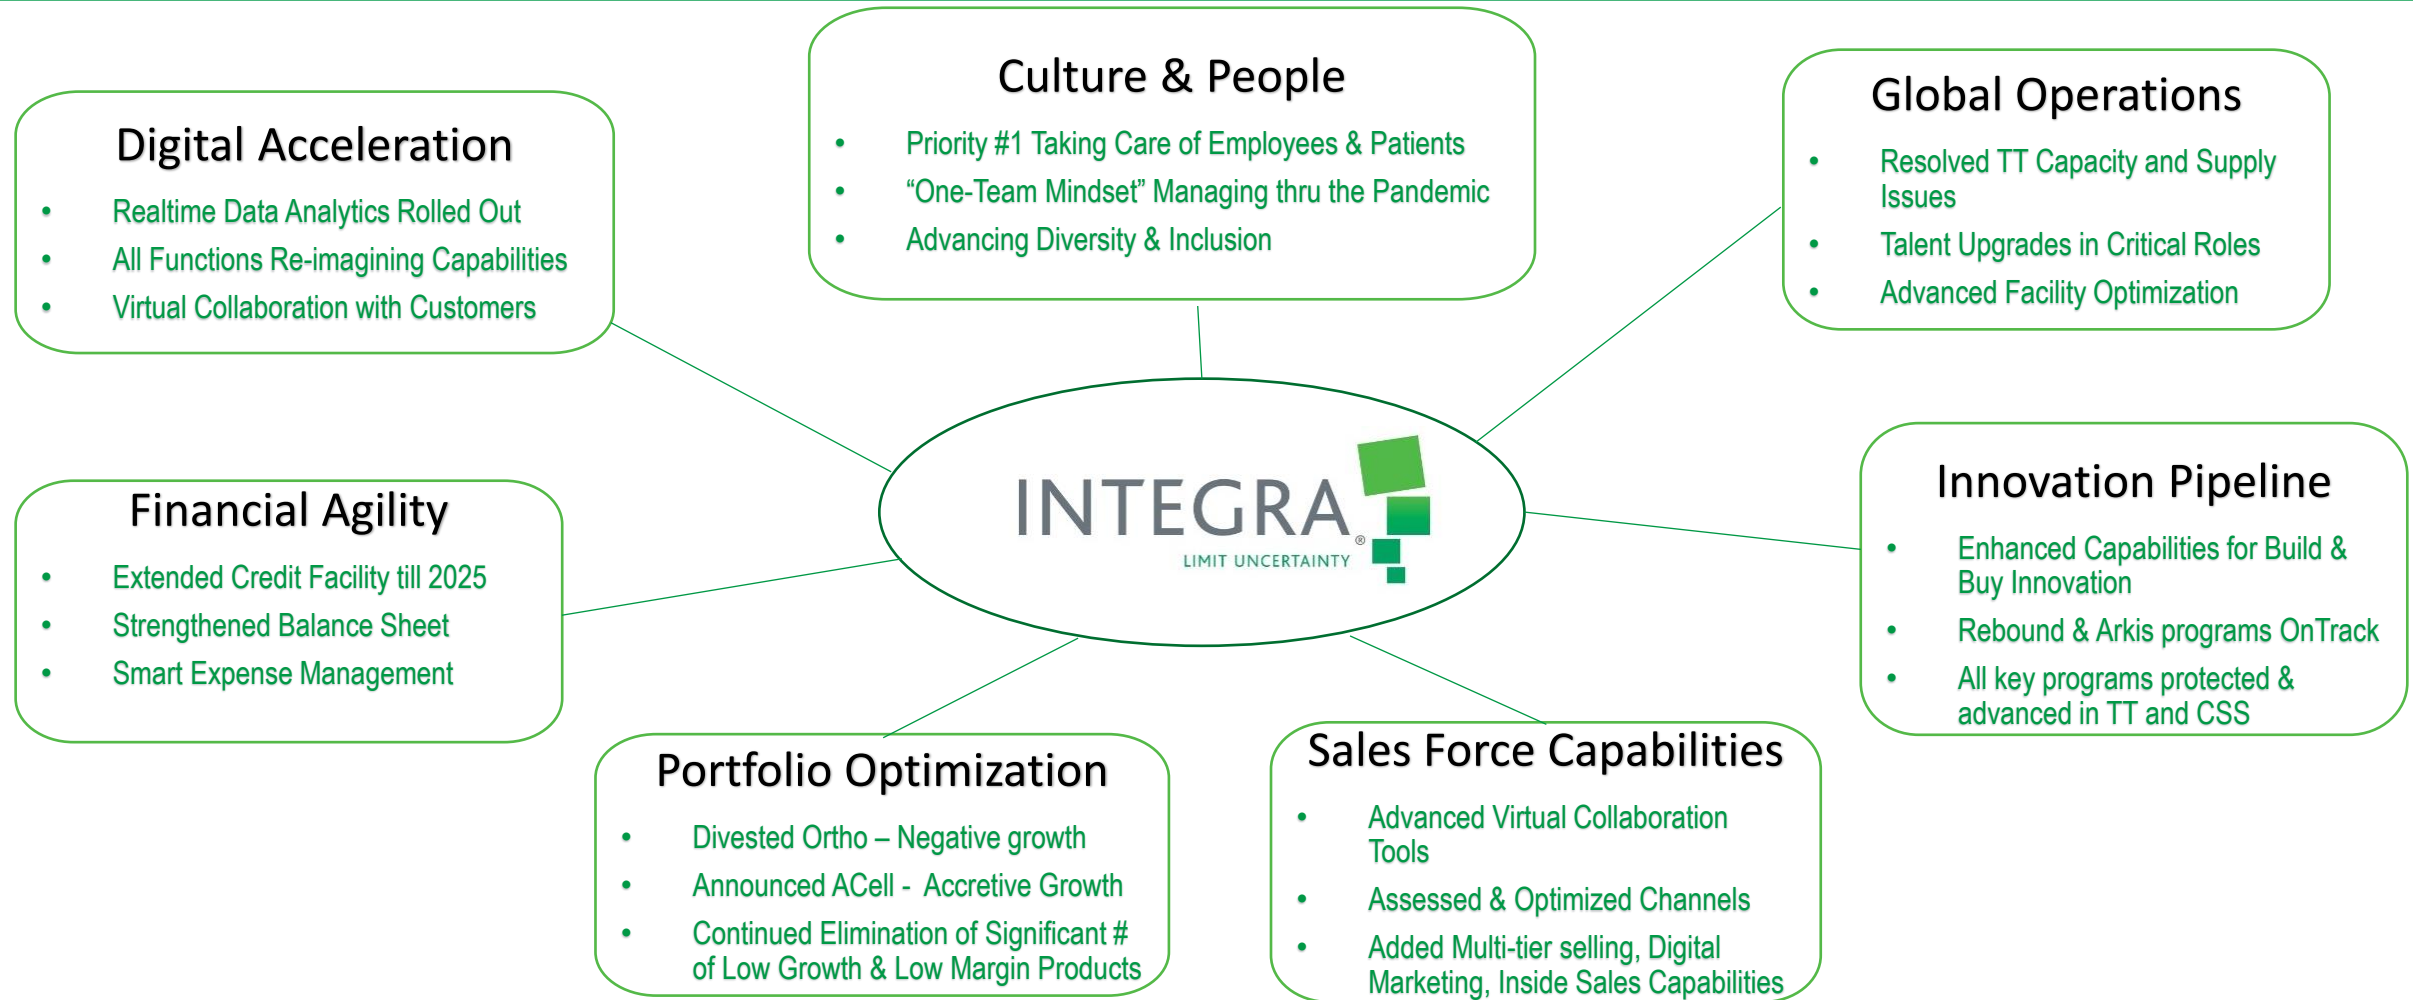 Culture & People
• Priority #1 Taking Care of Employees & Patients
• “One-Team Mindset” Managing thru the Pandemic
• Advancing Diversity & Inclusion
Global Operations
• Resolved TT Capacity and Supply
Issues
• Talent Upgrades in Critical Roles
• Advanced Facility Optimization
Digital Acceleration
• Realtime Data Analytics Rolled Out
• All Functions Re-imagining Capabilities
• Virtual Collaboration with Customers
INTEGRA®
LIMIT UNCERTAINTY
Innovation Pipeline
• Enhanced Capabilities for Build &
Buy Innovation
• Rebound & Arkis programs OnTrack
• All key programs protected &
advanced in TT and CSS
Financial Agility
• Extended Credit Facility till 2025
• Strengthened Balance Sheet
• Smart Expense Management
Portfolio Optimization
• Divested Ortho – Negative growth
• Announced ACell - Accretive Growth
• Continued Elimination of Significant #
of Low Growth & Low Margin Products
Sales Force Capabilities
• Advanced Virtual Collaboration
Tools
• Assessed & Optimized Channels
• Added Multi-tier selling, Digital
Marketing, Inside Sales Capabilities